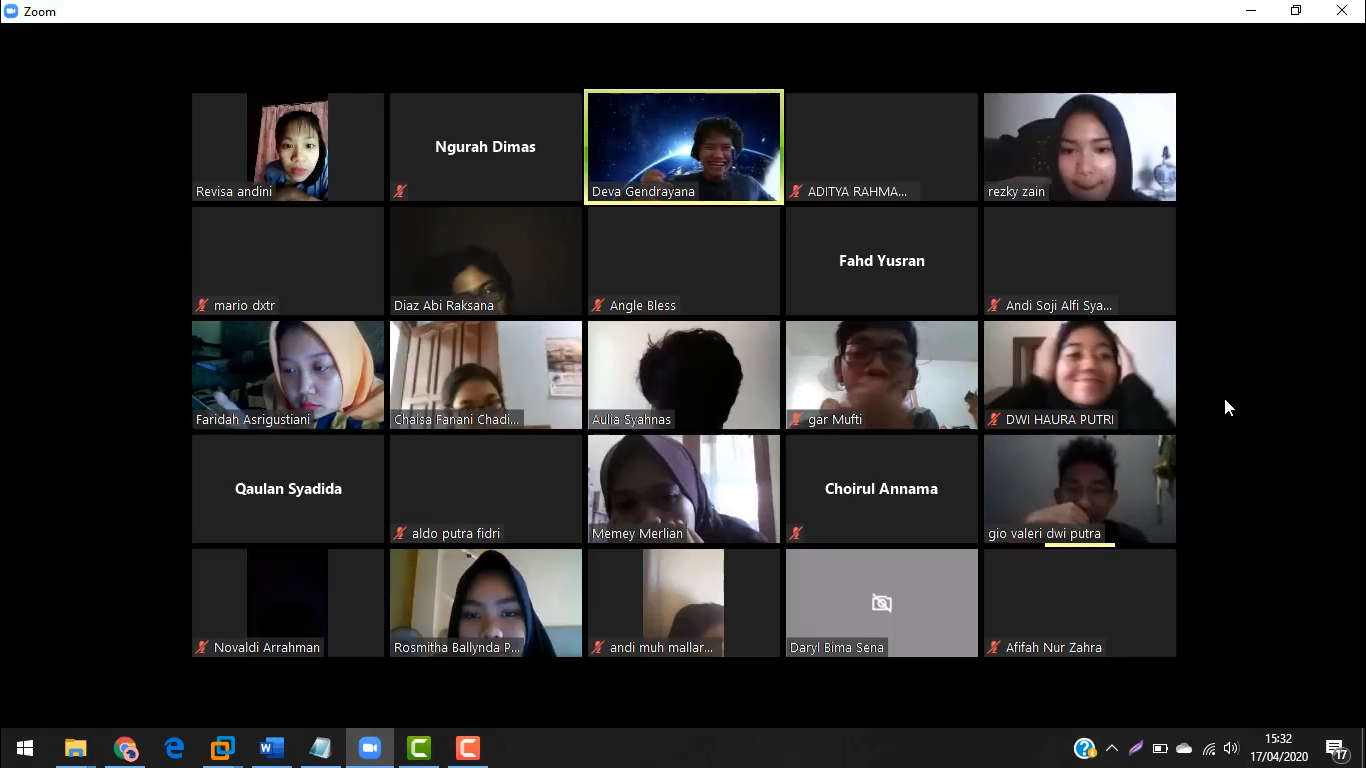 Zoom
Revisa andini
Ngurah Dimas
Deva Gendrayana
ADITYA RAHMA...
rezky zain
mario dxtr
Diaz Abi Raksana
Angle Bless
Fahd Yusran
Andi Soji Alfi Sya...
Faridah Asrigustiani
Chaisa Fanani Chadi...
Aulia Syahnas
gar Mufti
DWI HAURA PUTRI
Qaulan Syadida
aldo putra fidri
Memey Merlian
Choirul Annama
gio valeri dwi putra
Novaldi Arrahman
Rosmitha Ballynda P...
andi muh mallar...
Daryl Bima Sena
Afifah Nur Zahra
15:32
17/04/2020
17